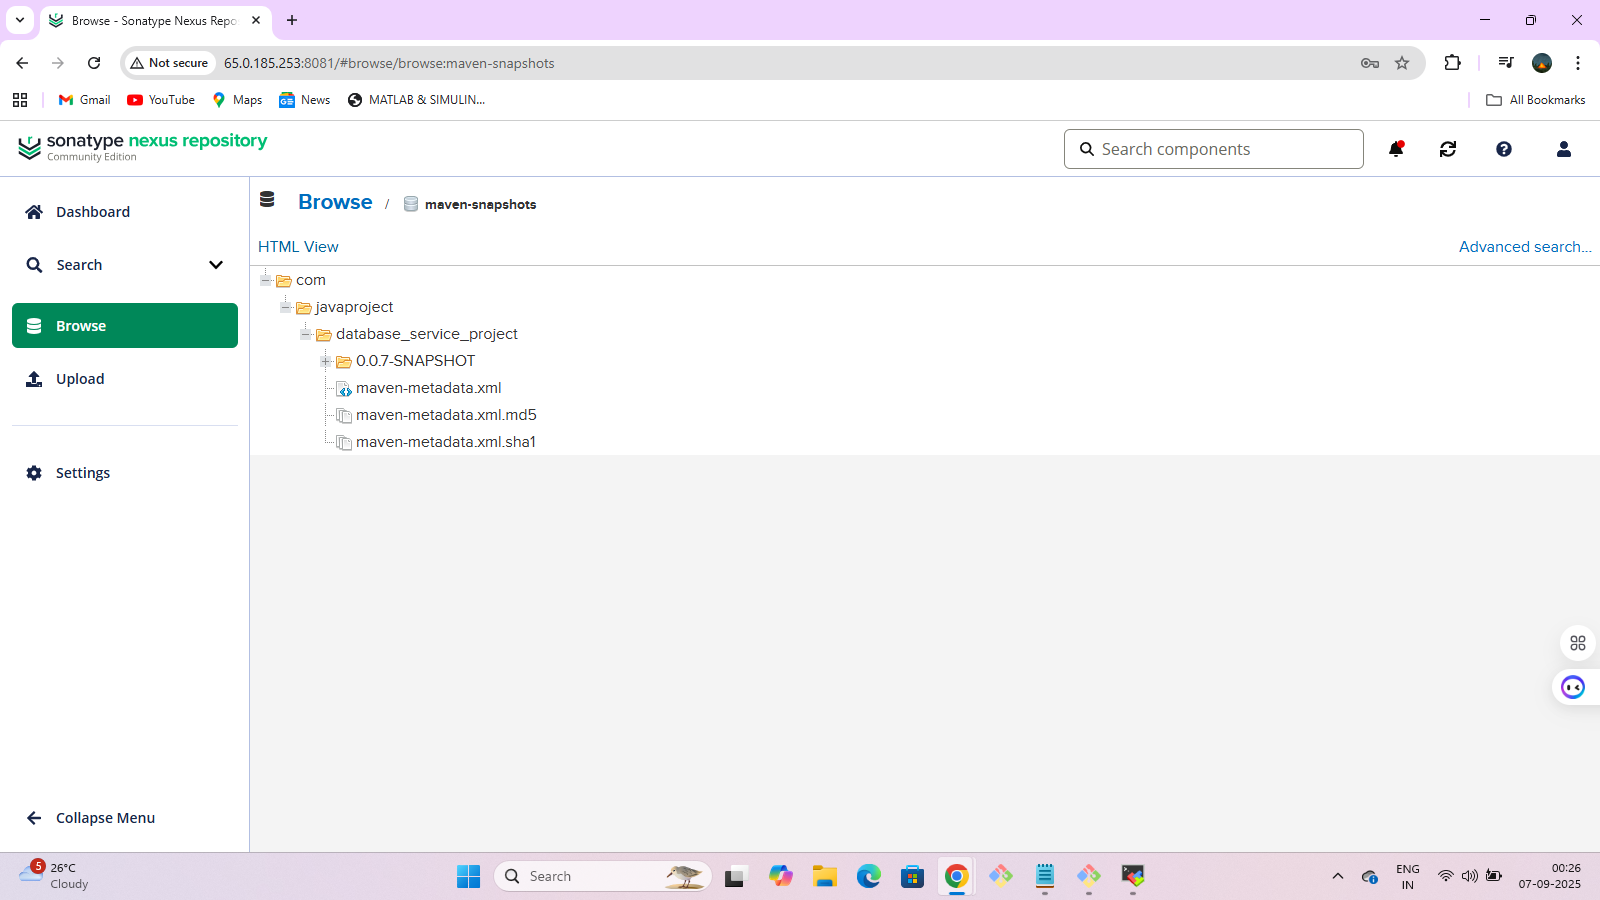 Browse - Sonatype Nexus Repo
Not secure
65.0.185.253:8081/#browse/browse:maven-snapshots
Gmail
YouTube
Maps
News
MATLAB & SIMULIN...
All Bookmarks
sonatype nexus repository
Community Edition
Search components
Dashboard
Search
Browse
Upload
Settings
Collapse Menu
Browse / maven-snapshots
HTML View
Advanced search...
com
javaproject
database_service_project
0.0.7-SNAPSHOT
maven-metadata.xml
maven-metadata.xml.md5
maven-metadata.xml.sha1
5
26°C
Cloudy
Search
ENG
IN
00:26
07-09-2025